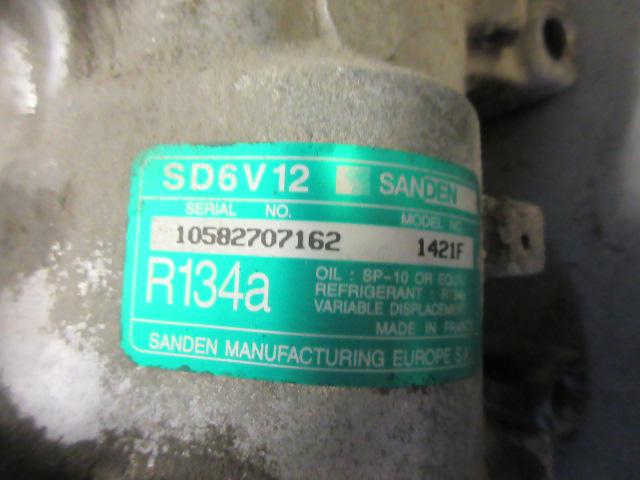 SD6V12 SANDEN
SERIAL NO. MODEL NO.
10582707162 1421F
R134a
OIL : SP-10 OR
REFRIGERANT :
VARIABLE DISPLACEMENT
MADE IN FRANCE
SANDEN MANUFACTURING EUROPE S.A